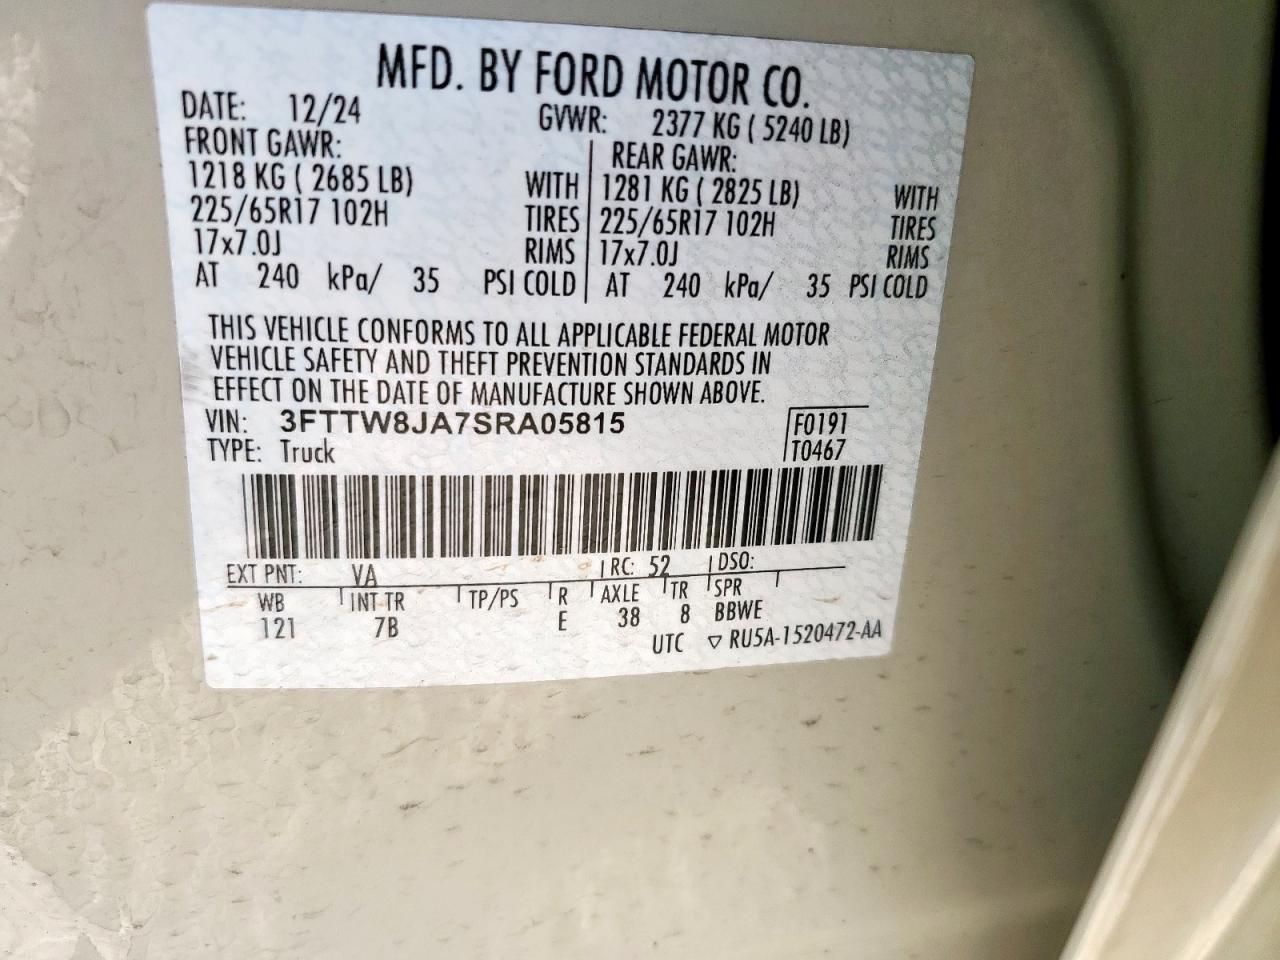 MFD. BY FORD MOTOR CO.
DATE: 12/24 GVWR: 2377 KG ( 5240 LB)
FRONT GAWR: REAR GAWR:
1218 KG ( 2685 LB) WITH 1281 KG ( 2825 LB) WITH
225/65R17 102H TIRES 225/65R17 102H TIRES
17x7.0J RIMS 17x7.0J RIMS
AT 240 kPa/ 35 PSI COLD AT 240 kPa/ 35 PSI COLD
THIS VEHICLE CONFORMS TO ALL APPLICABLE FEDERAL MOTOR
VEHICLE SAFETY AND THEFT PREVENTION STANDARDS IN
EFFECT ON THE DATE OF MANUFACTURE SHOWN ABOVE.
VIN: 3FTTW8JA7SRA05815 F0191
TYPE: Truck T0467
EXT PNT: VA RC: 52 DSO:
WB INT TR TP/PS R AXLE TR SPR
121 7B E 38 8 BBWE
UTC ▽ RU5A-1520472-AA